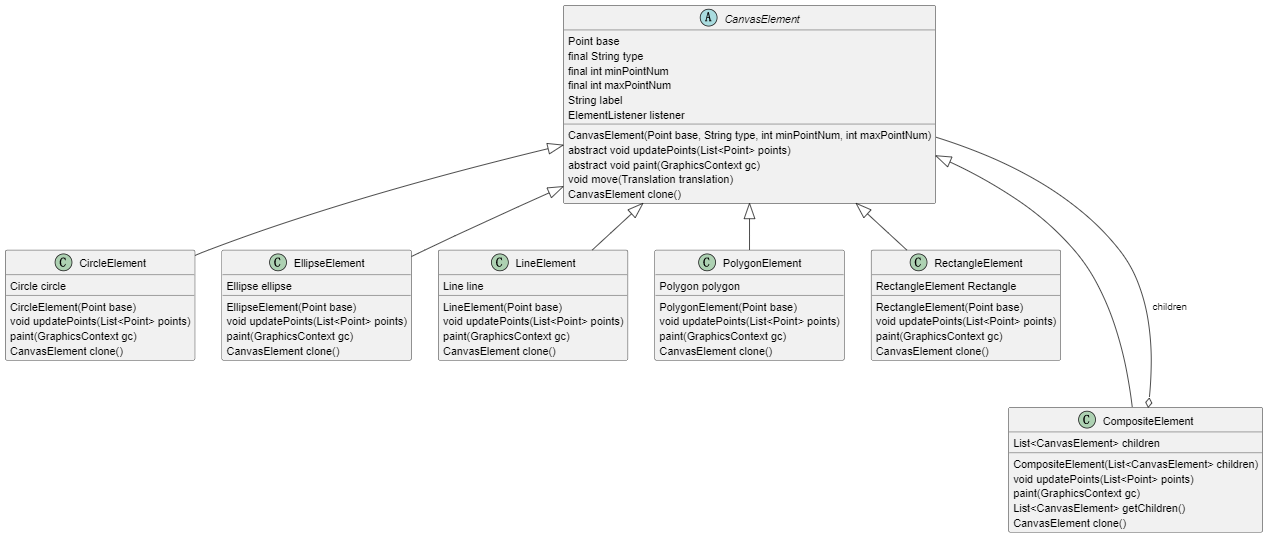 A CanvasElement
Point base
final String type
final int minPointNum
final int maxPointNum
String label
ElementListener listener
CanvasElement(Point base, String type, int minPointNum, int maxPointNum)
abstract void updatePoints(List<Point> points)
abstract void paint(GraphicsContext gc)
void move(Translation translation)
CanvasElement clone()
C CircleElement
Circle circle
CircleElement(Point base)
void updatePoints(List<Point> points)
paint(GraphicsContext gc)
CanvasElement clone()
C EllipseElement
Ellipse ellipse
EllipseElement(Point base)
void updatePoints(List<Point> points)
paint(GraphicsContext gc)
CanvasElement clone()
C LineElement
Line line
LineElement(Point base)
void updatePoints(List<Point> points)
paint(GraphicsContext gc)
CanvasElement clone()
C PolygonElement
Polygon polygon
PolygonElement(Point base)
void updatePoints(List<Point> points)
paint(GraphicsContext gc)
CanvasElement clone()
C RectangleElement
RectangleElement Rectangle
RectangleElement(Point base)
void updatePoints(List<Point> points)
paint(GraphicsContext gc)
CanvasElement clone()
children
C CompositeElement
List<CanvasElement> children
CompositeElement(List<CanvasElement> children)
void updatePoints(List<Point> points)
paint(GraphicsContext gc)
List<CanvasElement> getChildren()
CanvasElement clone()